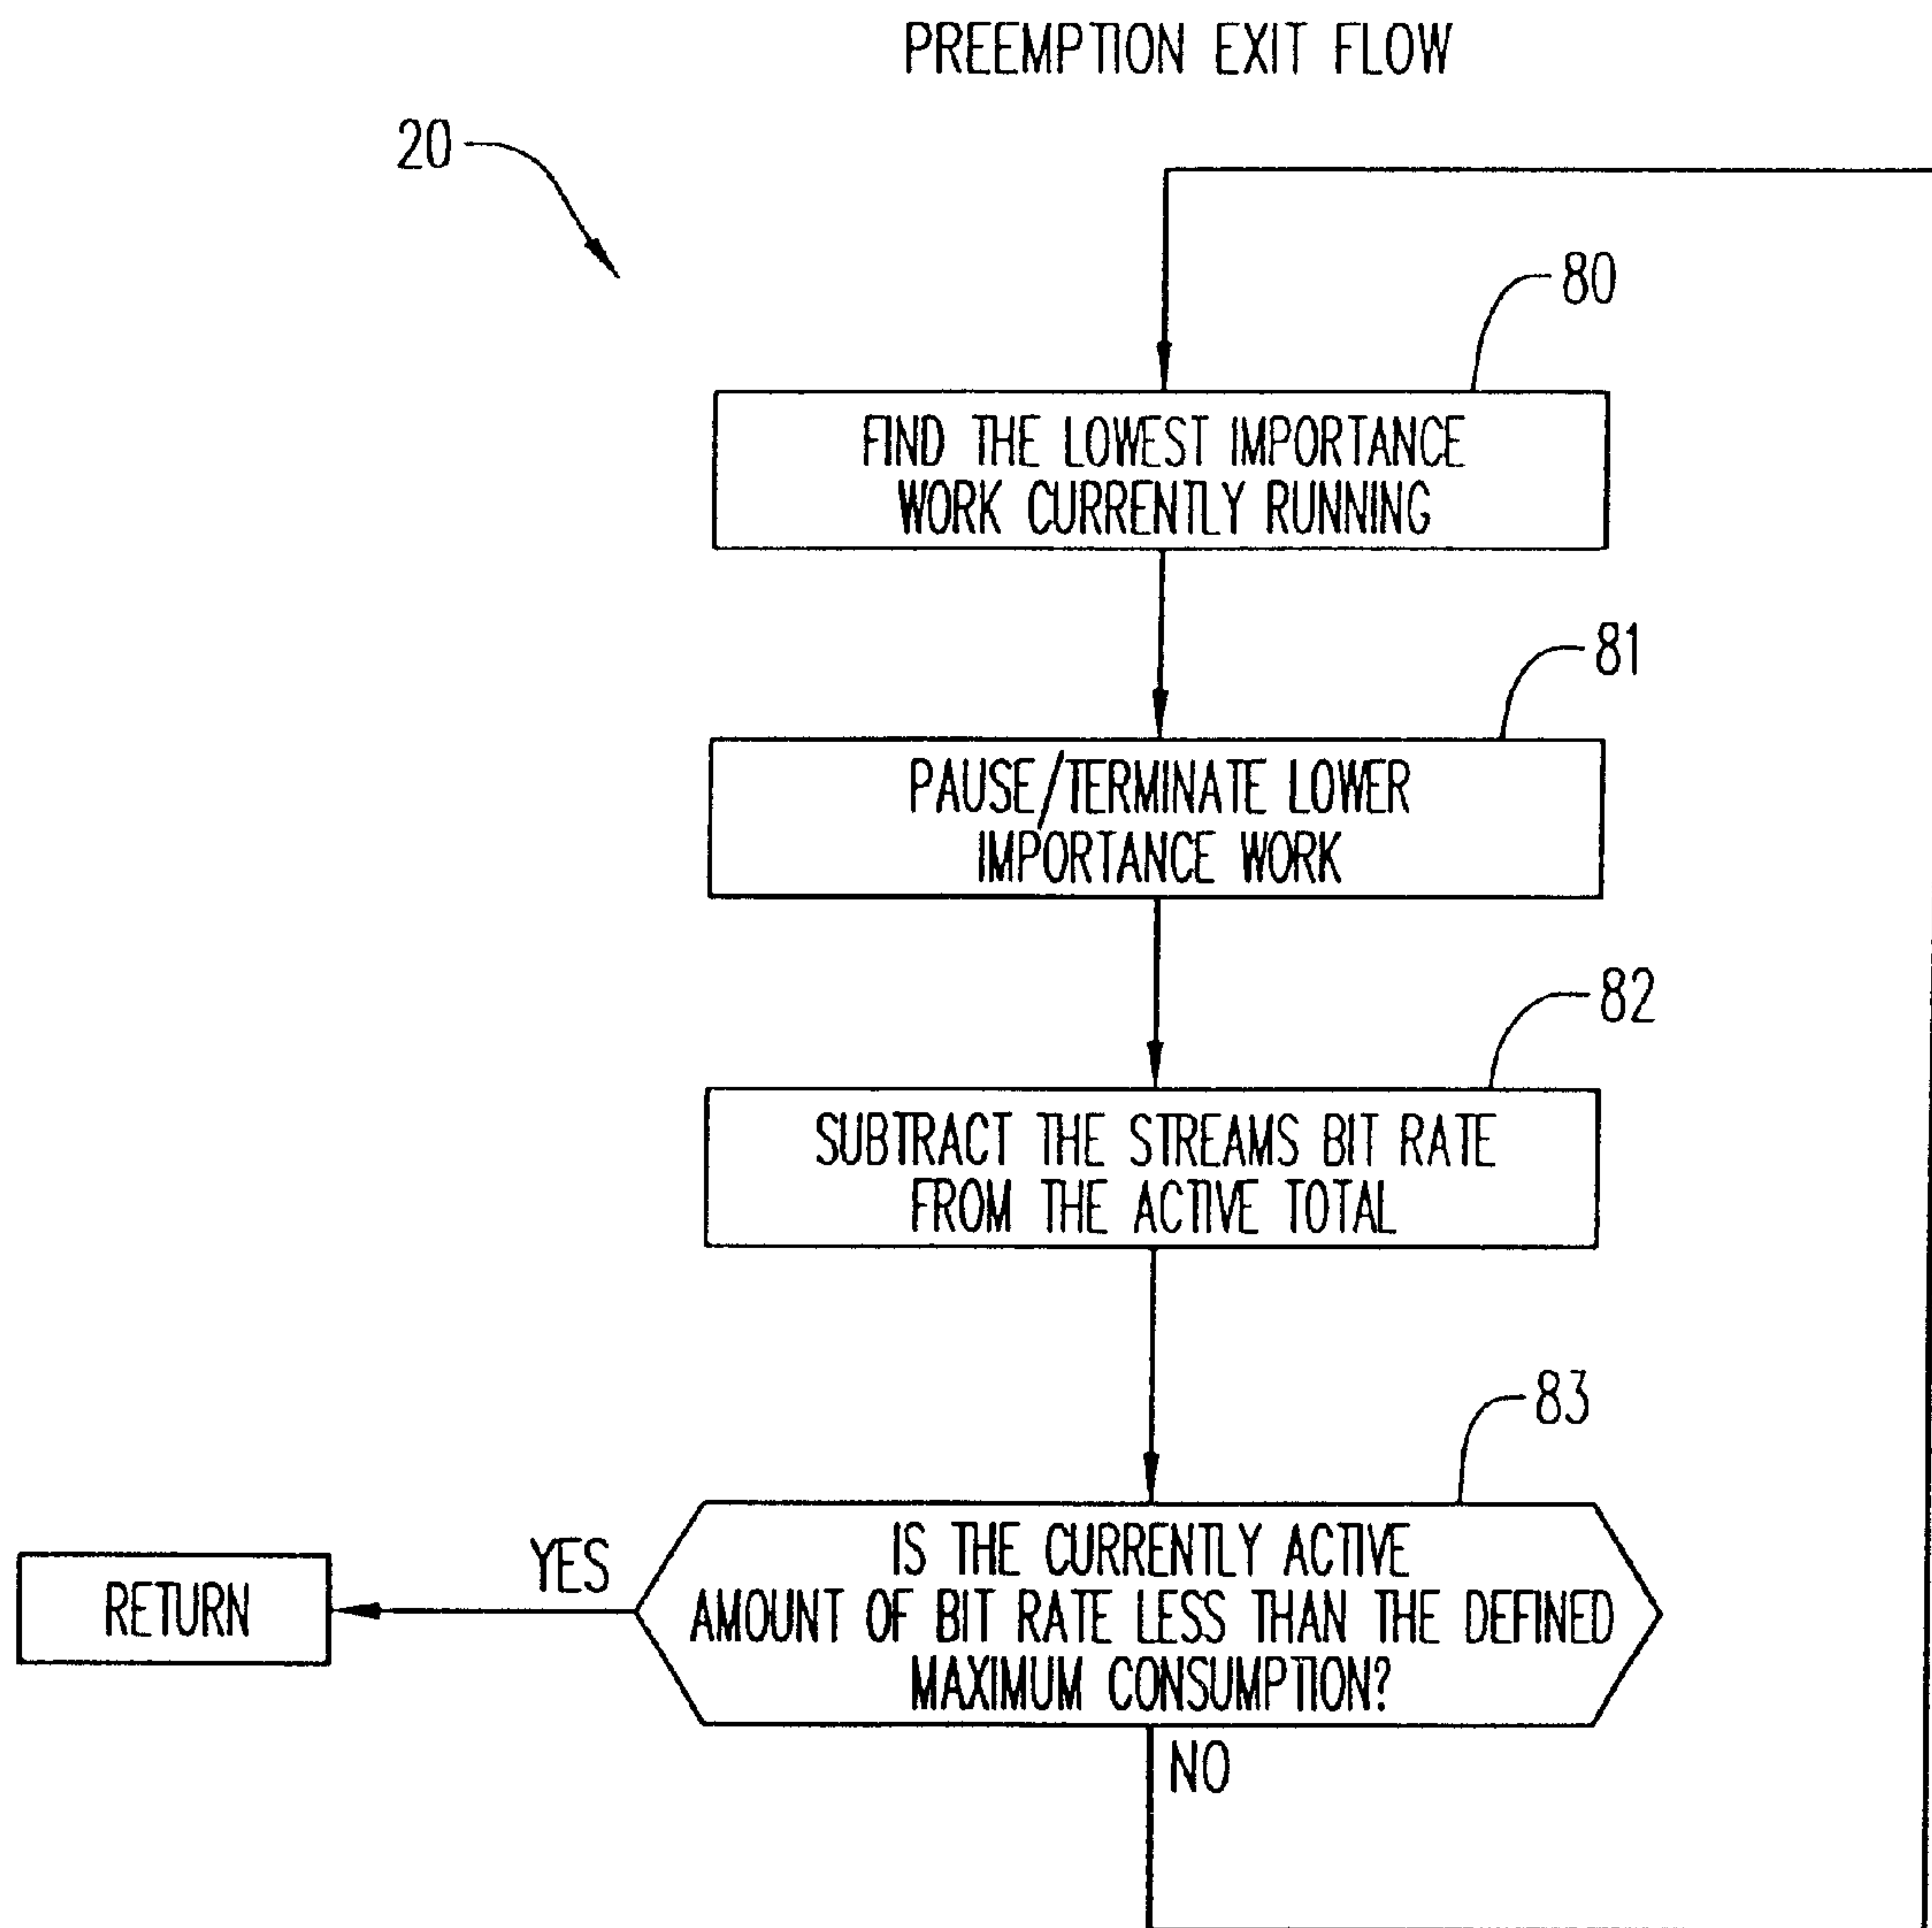 PREEMPTION EXIT FLOW
20
80
FIND THE LOWEST IMPORTANCE
WORK CURRENTLY RUNNING
81
PAUSE/TERMINATE LOWER
IMPORTANCE WORK
82
SUBTRACT THE STREAMS BIT RATE
FROM THE ACTIVE TOTAL
83
IS THE CURRENTLY ACTIVE
AMOUNT OF BIT RATE LESS THAN THE DEFINED
MAXIMUM CONSUMPTION?
YES
RETURN
NO